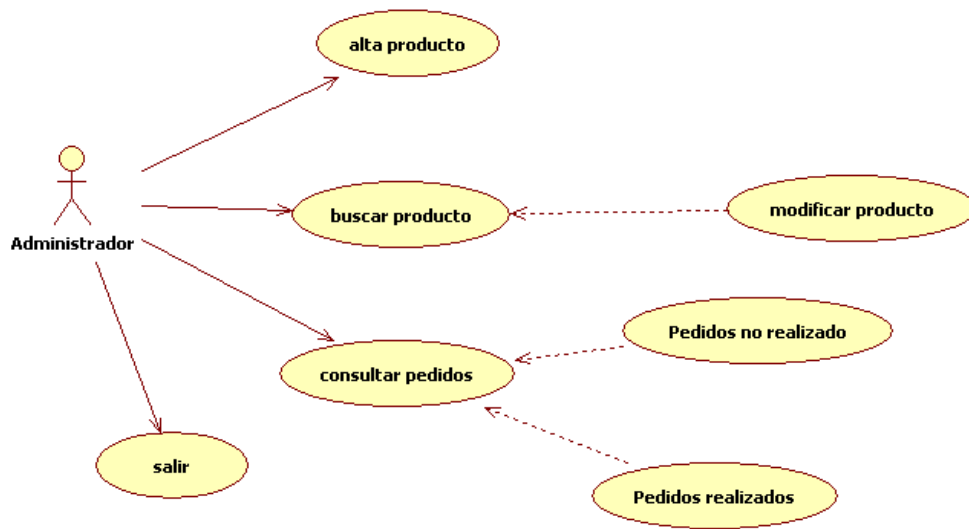 alta producto
buscar producto
modificar producto
Administrador
Pedidos no realizado
consultar pedidos
salir
Pedidos realizados